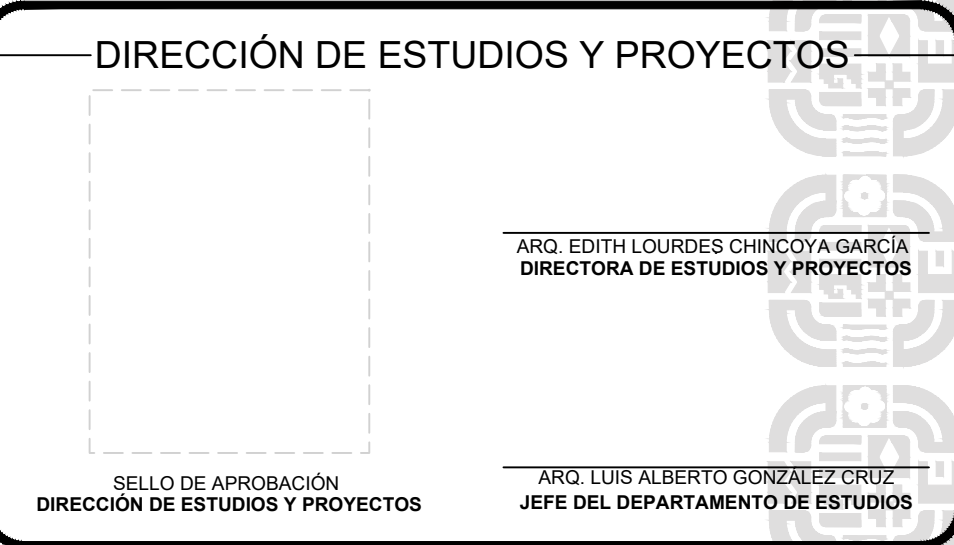 DIRECCIÓN DE ESTUDIOS Y PROYECTOS
ARQ. EDITH LOURDES CHINCOYA GARCÍA
DIRECTORA DE ESTUDIOS Y PROYECTOS
SELLO DE APROBACIÓN
DIRECCIÓN DE ESTUDIOS Y PROYECTOS
ARQ. LUIS ALBERTO GONZÁLEZ CRUZ
JEFE DEL DEPARTAMENTO DE ESTUDIOS